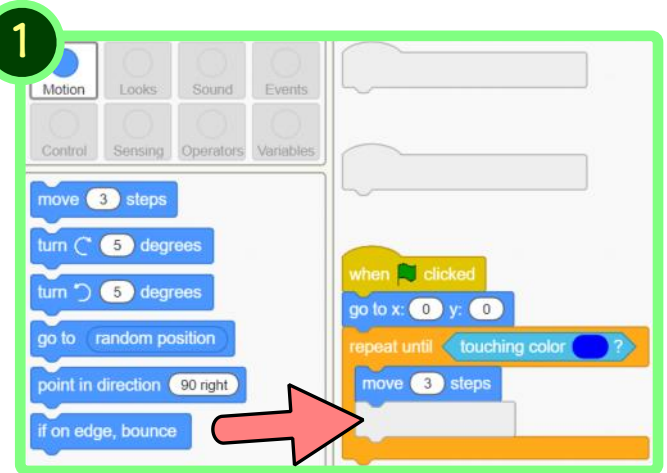 1
Motion Looks Sound Events
Control Sensing Operators Variables
move 3 steps
turn 5 degrees
turn 5 degrees
go to random position
point in direction 90 right
if on edge, bounce
when clicked
go to x: 0 y: 0
repeat until touching color ?
move 3 steps